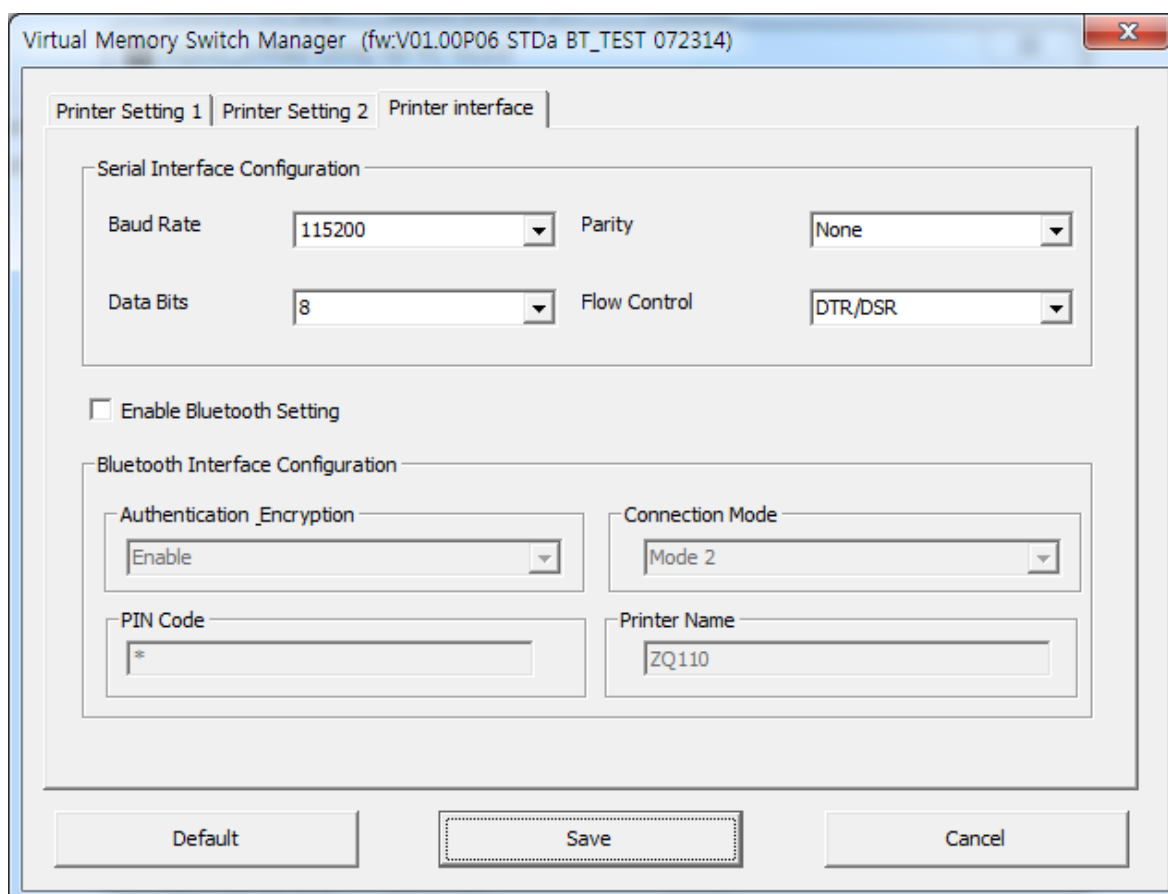 Virtual Memory Switch Manager (fw:V01.00P06 STDa BT_TEST 072314)
Printer Setting 1 Printer Setting 2 Printer interface
Serial Interface Configuration
Baud Rate 115200 Parity None
Data Bits 8 Flow Control DTR/DSR
Enable Bluetooth Setting
Bluetooth Interface Configuration
Authentication_Encryption Connection Mode
Enable Mode 2
PIN Code Printer Name
* ZQ110
Default Save Cancel